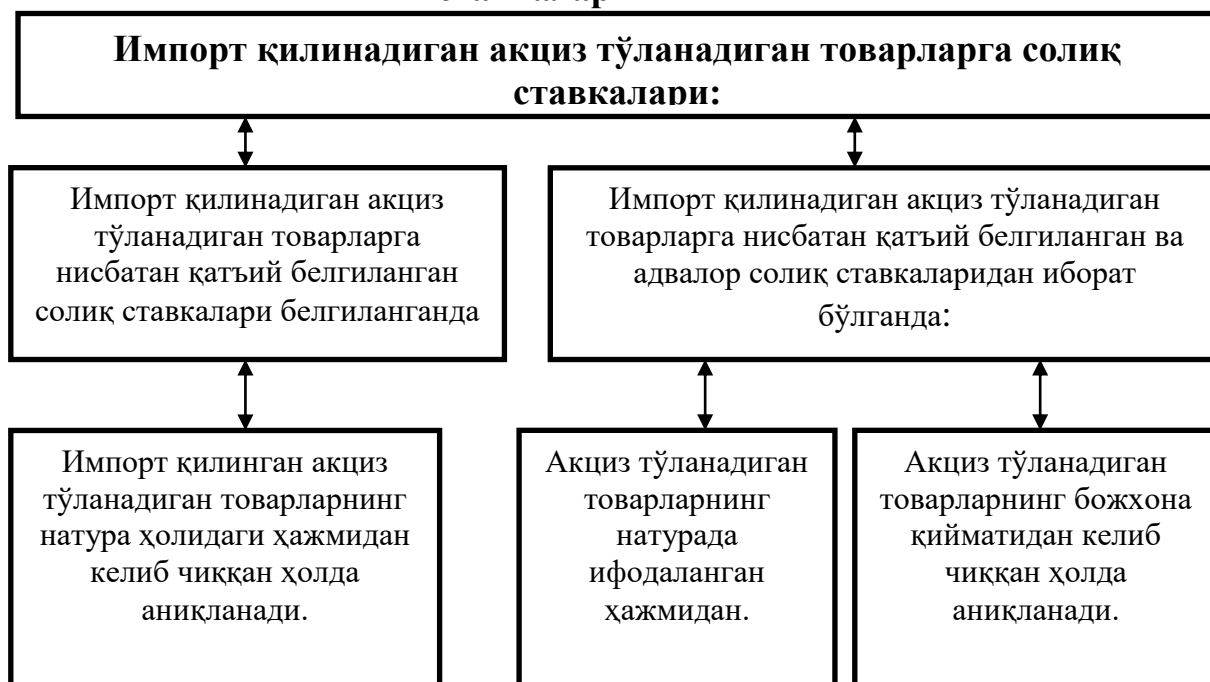 Импорт қилинадиган акциз тўланадиган товарларга солиқ
ставкалари:
Импорт қилинадиган акциз
тўланадиган товарларга
нисбатан қатъий белгиланган
солиқ ставкалари белгиланганда
Импорт қилинадиган акциз тўланадиган
товарларга нисбатан қатъий белгиланган ва
адвалор солиқ ставкаларидан иборат
бўлганда:
Импорт қилинган акциз
тўланадиган товарларнинг
натура ҳолидаги ҳажмидан
келиб чиққан ҳолда
аниқланади.
Акциз тўланадиган
товарларнинг
натурада
ифодаланган
ҳажмидан.
Акциз тўланадиган
товарларнинг божхона
қийматидан келиб
чиққан ҳолда
аниқланади.